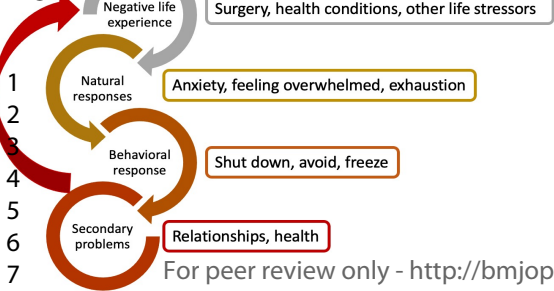 Negative life
experience
Surgery, health conditions, other life stressors
1
Natural
responses
Anxiety, feeling overwhelmed, exhaustion
2
3
Behavioral
response
Shut down, avoid, freeze
4
5
Secondary
problems
Relationships, health
6
7
For peer review only - http://bmjop